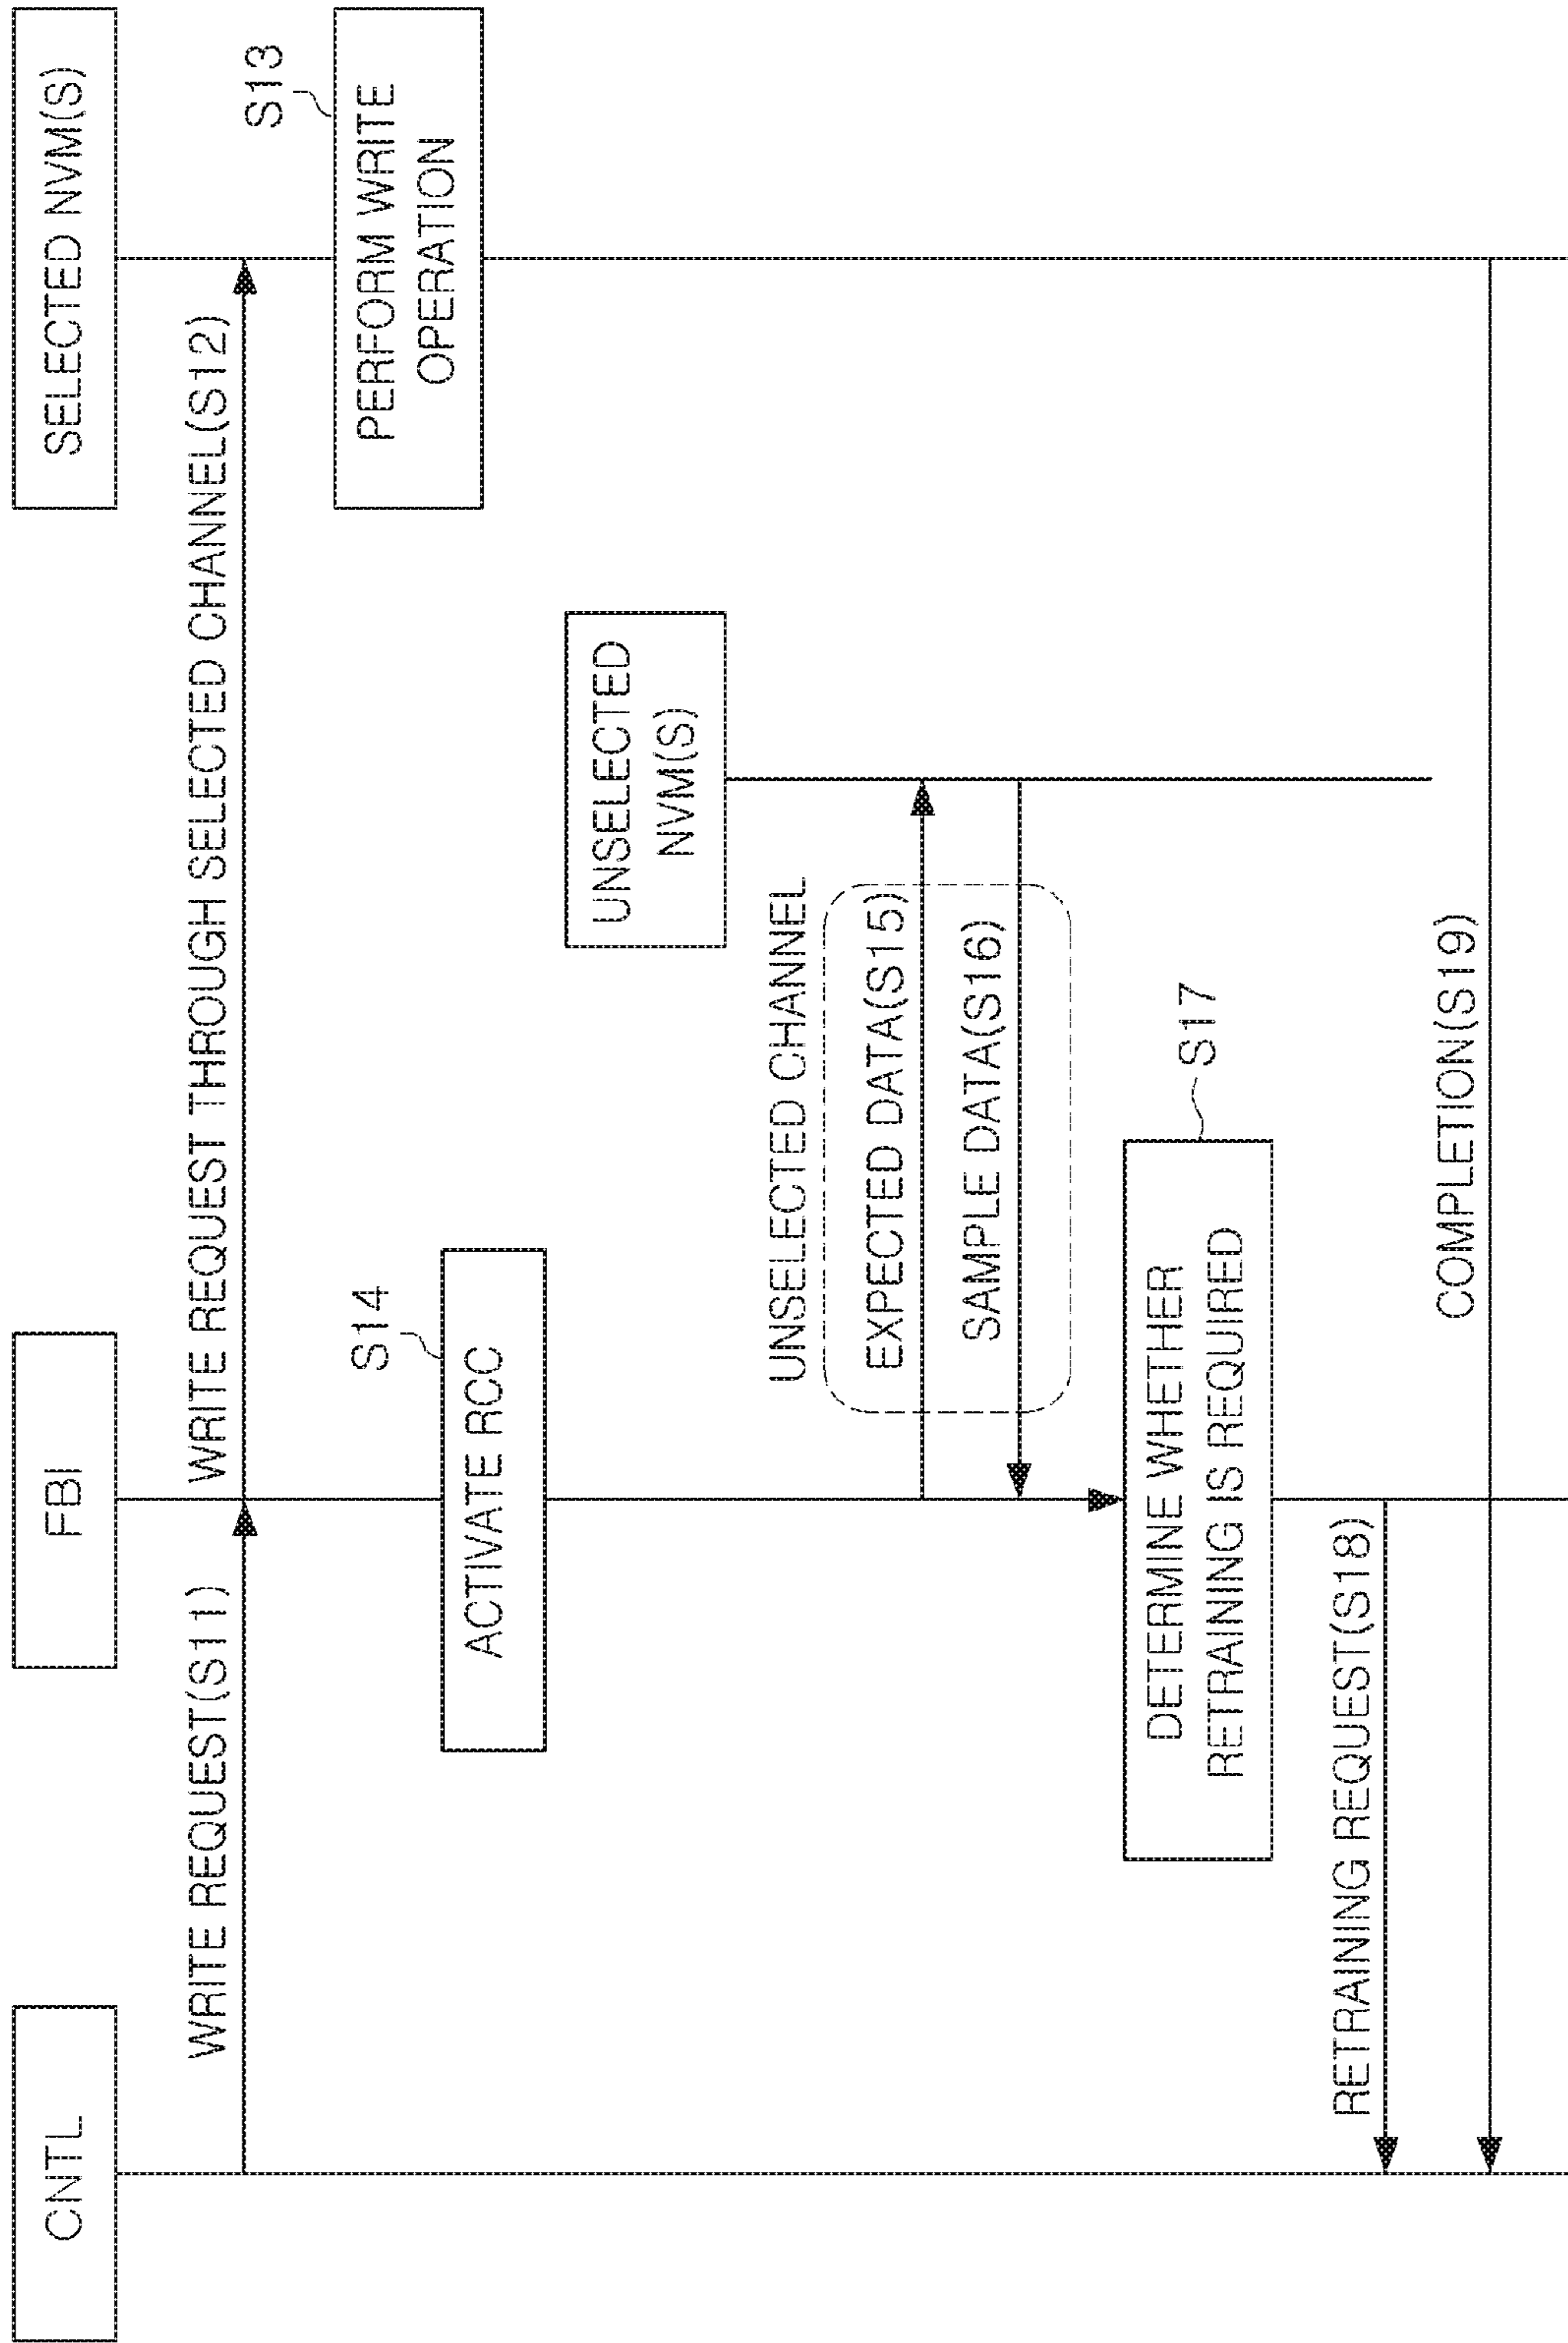 CNTL
FBI
SELECTED NVM(S)
WRITE REQUEST(S11)
WRITE REQUEST THROUGH SELECTED CHANNEL(S12)
S13
PERFORM WRITE
OPERATION
S14
ACTIVATE RCC
UNSELECTED
NVM(S)
UNSELECTED CHANNEL
EXPECTED DATA(S15)
SAMPLE DATA(S16)
S17
DETERMINE WHETHER
RETRAINING IS REQUIRED
RETRAINING REQUEST(S18)
COMPLETION(S19)